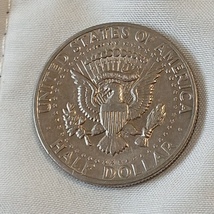 UNITED STATES OF AMERICA
HALF DOLLAR